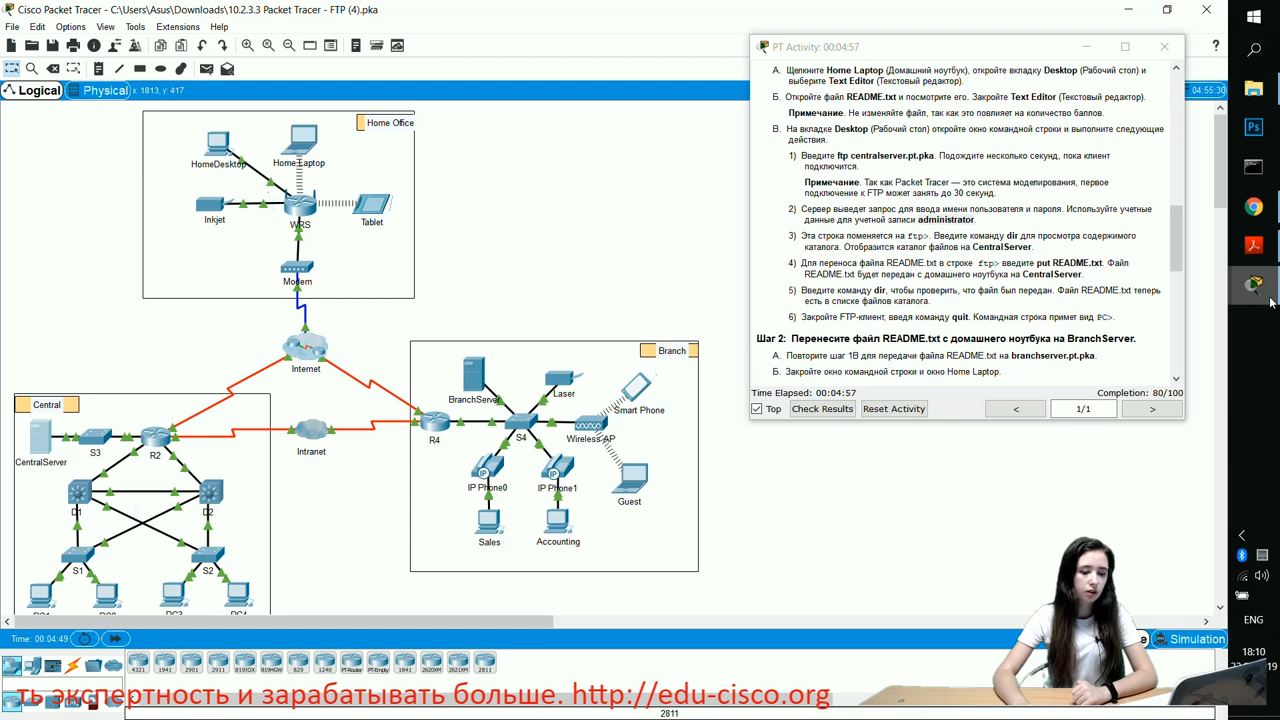 Cisco Packet Tracer - C:\Users\Asus\Downloads\10.2.3.3 Packet Tracer - FTP (4).pka
File Edit Options View Tools Extensions Help
Logical Physical x: 1813, y: 417
04:55:30
Home Office
HomeDesktop
Home Laptop
Inkjet
WRS
Tablet
Modem
Internet
Intranet
Central
CentralServer
S3
R2
D1
D2
S1
S2
Branch
BranchServer
Laser
Smart Phone
R4
S4
Wireless AP
IP Phone0
IP Phone1
Guest
Sales
Accounting
PT Activity: 00:04:57
А. Щелкните Home Laptop (Домашний ноутбук), откройте вкладку Desktop (Рабочий стол) и
выберите Text Editor (Текстовый редактор).
Б. Откройте файл README.txt и посмотрите его. Закройте Text Editor (Текстовый редактор).
Примечание. Не изменяйте файл, так как это повлияет на количество баллов.
В. На вкладке Desktop (Рабочий стол) откройте окно командной строки и выполните следующие
действия.
1) Введите ftp centralserver.pt.pka. Подождите несколько секунд, пока клиент
подключится.
Примечание. Так как Packet Tracer — это система моделирования, первое
подключение к FTP может занять до 30 секунд.
2) Сервер выведет запрос для ввода имени пользователя и пароля. Используйте учетные
данные для учетной записи administrator.
3) Эта строка поменяется на ftp>. Введите команду dir для просмотра содержимого
каталога. Отобразится каталог файлов на CentralServer.
4) Для переноса файла README.txt в строке ftp> введите put README.txt. Файл
README.txt будет передан с домашнего ноутбука на CentralServer.
5) Введите команду dir, чтобы проверить, что файл был передан. Файл README.txt теперь
есть в списке файлов каталога.
6) Закройте FTP-клиент, введя команду quit. Командная строка примет вид PC>.
Шаг 2: Перенесите файл README.txt с домашнего ноутбука на BranchServer.
А. Повторите шаг 1В для передачи файла README.txt на branchserver.pt.pka.
Б. Закройте окно командной строки и окно Home Laptop.
Time Elapsed: 00:04:57 Completion: 80/100
Top Check Results Reset Activity < 1/1 >
Time: 00:04:49
Simulation
4321 1941 2901 2911 819IOX 819HGW 829 1240 PT-Router PT-Empty 1841 2620XM 2621XM 2811
2811
ть экспертность и зарабатывать больше. http://edu-cisco.org
ENG
18:10